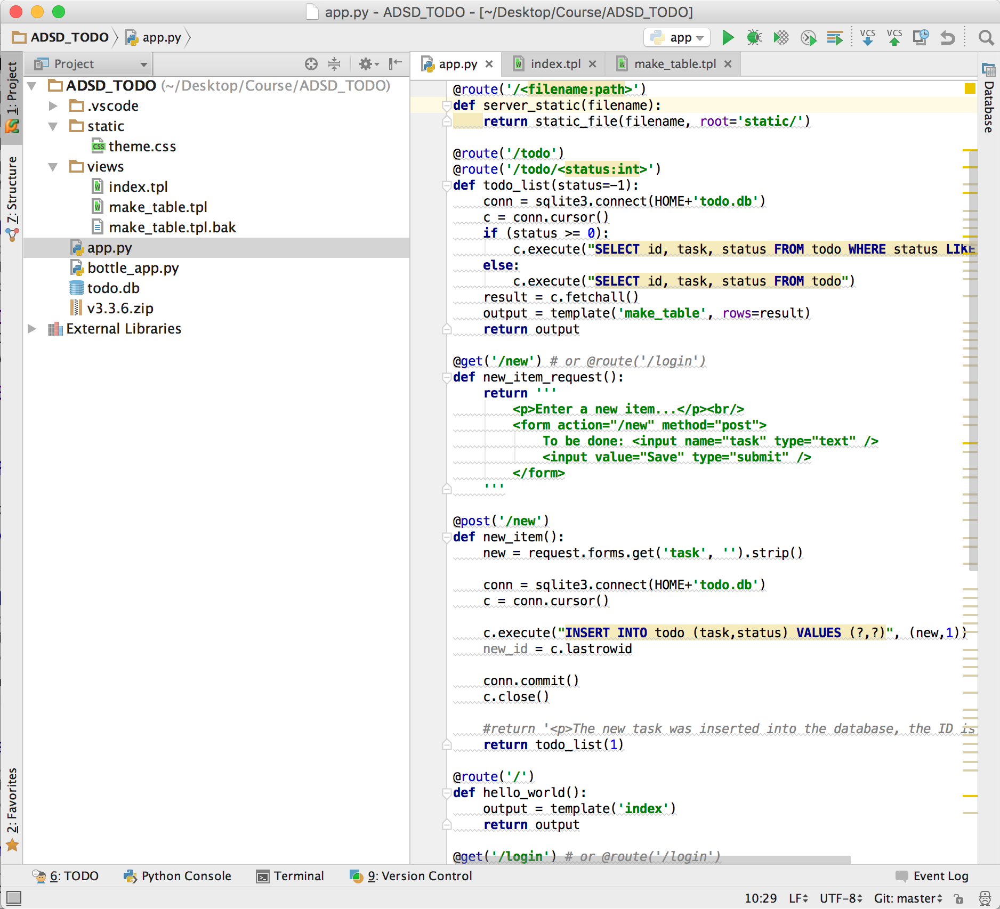 app.py - ADSD_TODO - [~/Desktop/Course/ADSD_TODO]
ADSD_TODO app.py app VCS VCS
1: Project
7: Structure
2: Favorites
Project
ADSD_TODO (~/Desktop/Course/ADSD_TODO)
.vscode
static
CSS theme.css
views
index.tpl
make_table.tpl
make_table.tpl.bak
app.py
bottle_app.py
todo.db
v3.3.6.zip
External Libraries
app.py index.tpl make_table.tpl
@route('/<filename:path>')
def server_static(filename):
    return static_file(filename, root='static/')
@route('/todo')
@route('/todo/<status:int>')
def todo_list(status=-1):
    conn = sqlite3.connect(HOME+'todo.db')
    c = conn.cursor()
    if (status >= 0):
        c.execute("SELECT id, task, status FROM todo WHERE status LIKE
    else:
        c.execute("SELECT id, task, status FROM todo")
    result = c.fetchall()
    output = template('make_table', rows=result)
    return output
@get('/new') # or @route('/login')
def new_item_request():
    return '''
        <p>Enter a new item...</p><br/>
        <form action="/new" method="post">
            To be done: <input name="task" type="text" />
            <input value="Save" type="submit" />
        </form>
    '''
@post('/new')
def new_item():
    new = request.forms.get('task', '').strip()
    conn = sqlite3.connect(HOME+'todo.db')
    c = conn.cursor()
    c.execute("INSERT INTO todo (task,status) VALUES (?,?)", (new,1))
    new_id = c.lastrowid
    conn.commit()
    c.close()
    #return '<p>The new task was inserted into the database, the ID is
    return todo_list(1)
@route('/')
def hello_world():
    output = template('index')
    return output
@get('/login') # or @route('/login')
Database
6: TODO Python Console Terminal 9: Version Control Event Log
10:29 LF UTF-8 Git: master